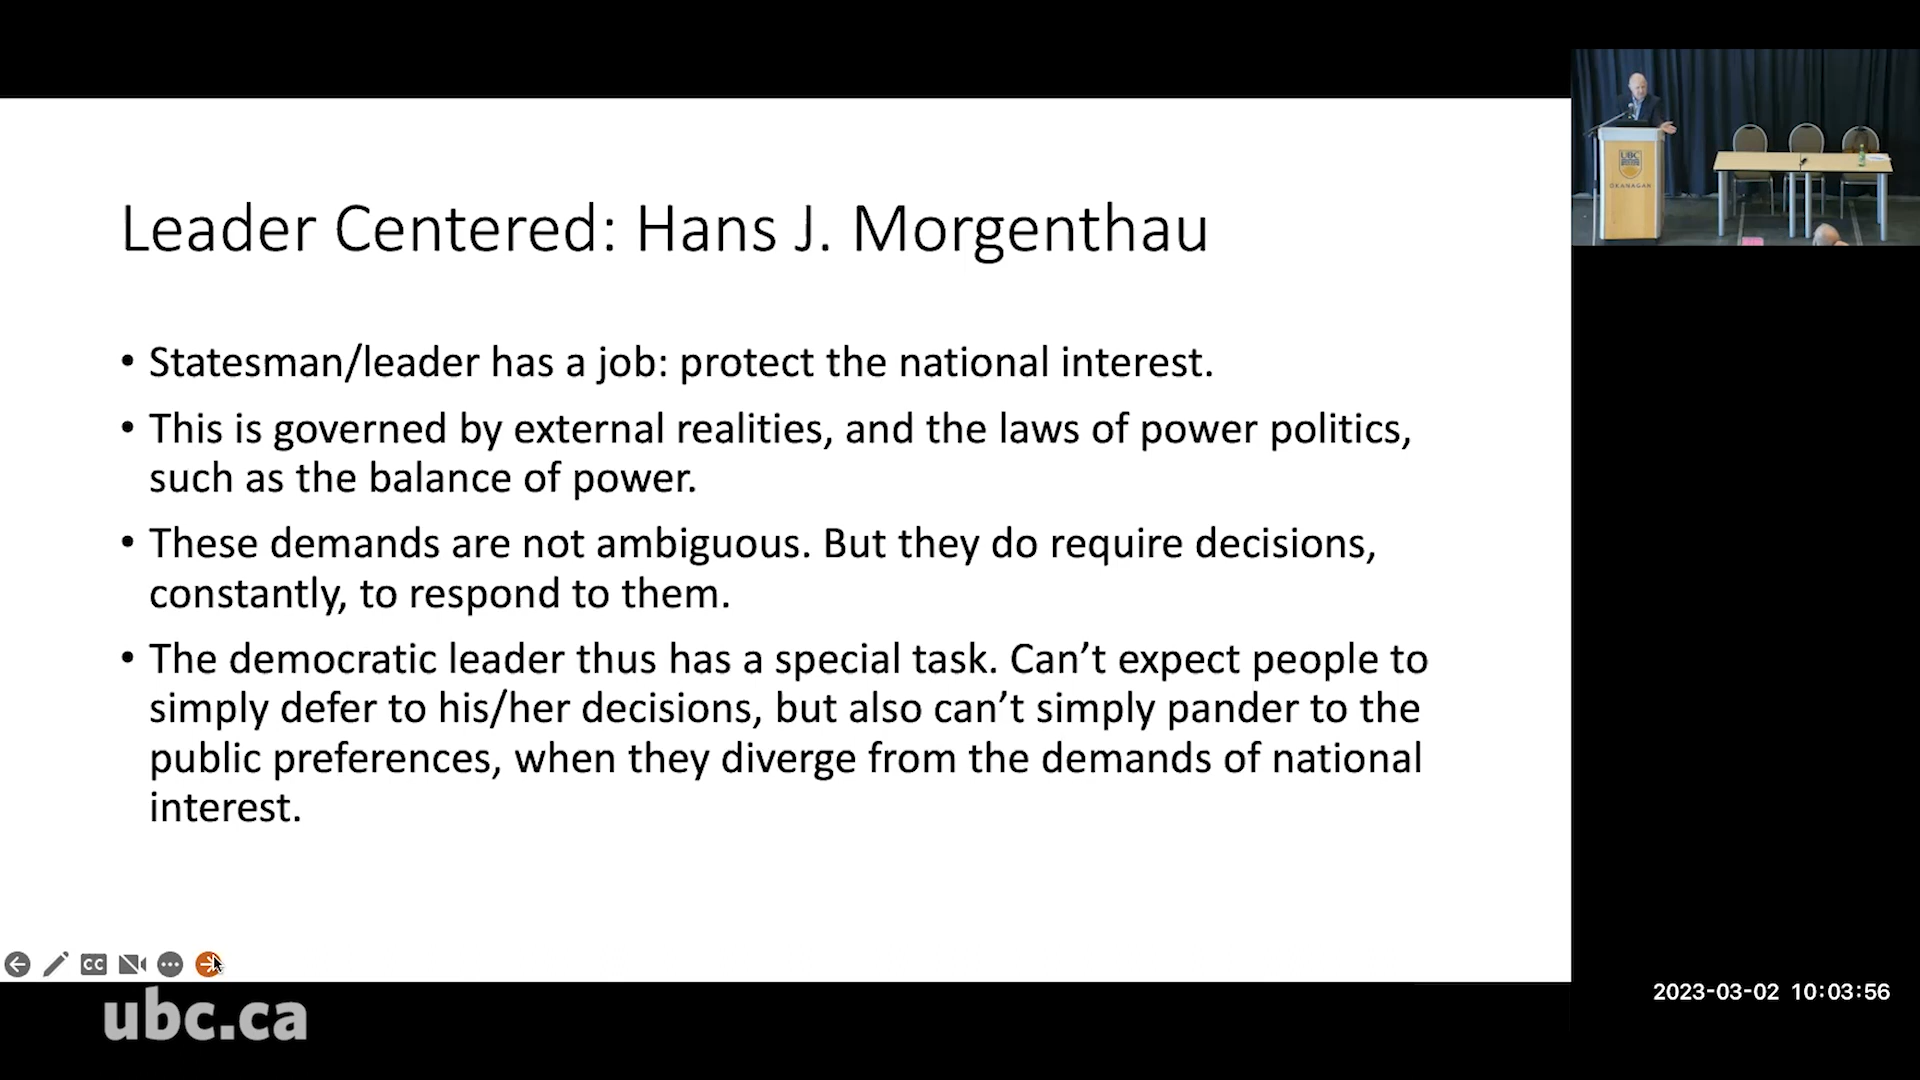 Leader Centered: Hans J. Morgenthau
• Statesman/leader has a job: protect the national interest.
• This is governed by external realities, and the laws of power politics,
such as the balance of power.
• These demands are not ambiguous. But they do require decisions,
constantly, to respond to them.
• The democratic leader thus has a special task. Can’t expect people to
simply defer to his/her decisions, but also can’t simply pander to the
public preferences, when they diverge from the demands of national
interest.
UBC
OKANAGAN
CC
ubc.ca
2023-03-02 10:03:56